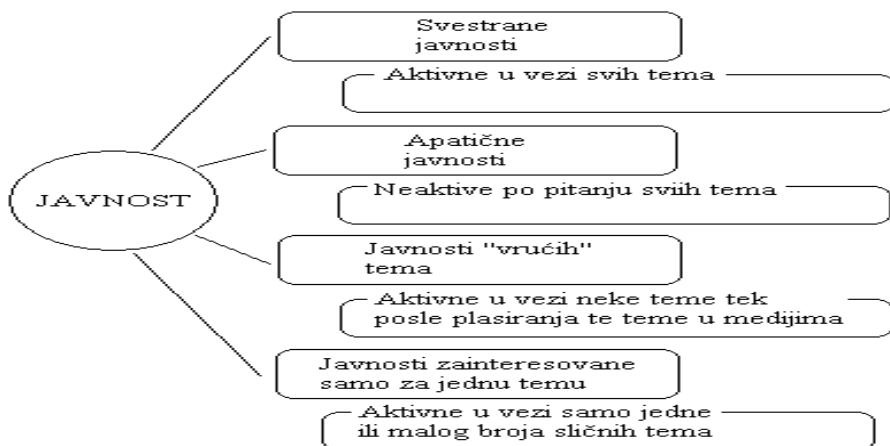 Svestrane
javnosti
Aktivne u vezi svih tema
Apatične
javnosti
JAVNOST
Neaktive po pitanju sviih tema
Javnosti "vrućih"
tema
Aktivne u vezi neke teme tek
posle plasiranja te teme u medijima
Javnosti zainteresovane
samo za jednu temu
Aktivne u vezi samo jedne
ili malog broja sličnih tema